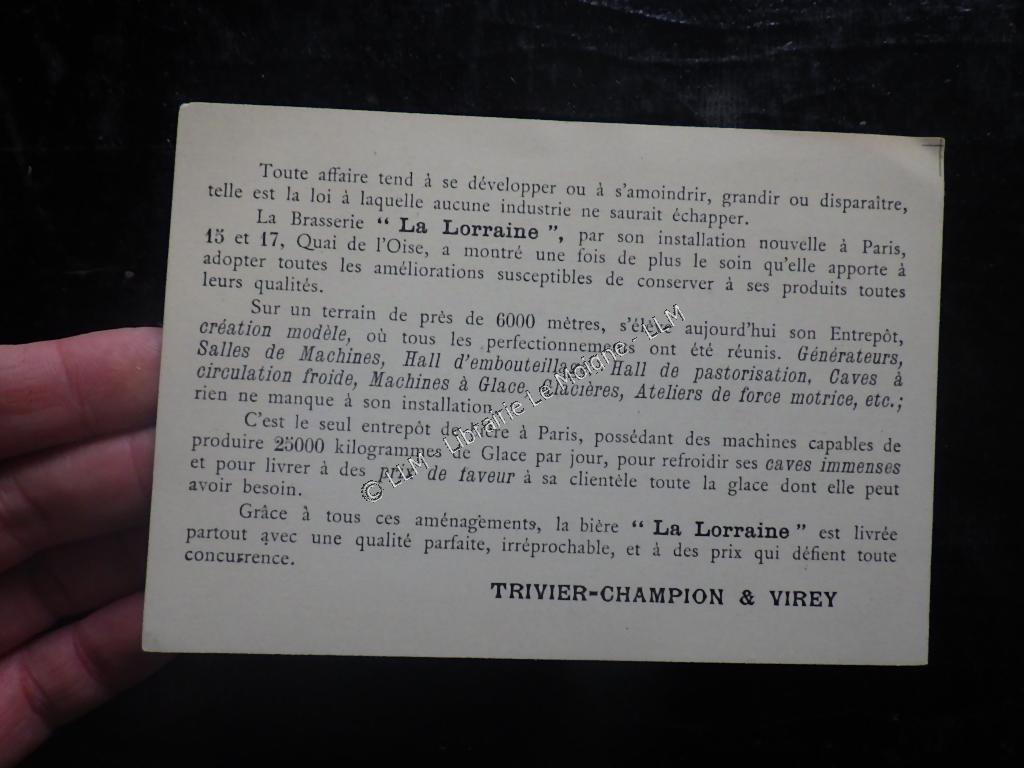 Toute affaire tend à se développer ou à s'amoindrir, grandir ou disparaître,
telle est la loi à laquelle aucune industrie ne saurait échapper.
La Brasserie “ La Lorraine ”, par son installation nouvelle à Paris,
15 et 17, Quai de l'Oise, a montré une fois de plus le soin qu'elle apporte à
adopter toutes les améliorations susceptibles de conserver à ses produits toutes
leurs qualités.
Sur un terrain de près de 6000 mètres, s'élève aujourd'hui son Entrepôt,
création modèle, où tous les perfectionnements ont été réunis. Générateurs,
Salles de Machines, Hall d'embouteillage, Hall de pastorisation, Caves à
circulation froide, Machines à Glace, Glacières, Ateliers de force motrice, etc.;
rien ne manque à son installation.
C'est le seul entrepôt de bière à Paris, possédant des machines capables de
produire 25000 kilogrammes de Glace par jour, pour refroidir ses caves immenses
et pour livrer à des prix de faveur à sa clientèle toute la glace dont elle peut
avoir besoin.
Grâce à tous ces aménagements, la bière “ La Lorraine ” est livrée
partout avec une qualité parfaite, irréprochable, et à des prix qui défient toute
concurrence.
TRIVIER-CHAMPION & VIREY
© LLM Librairie Le Moigne - LLM